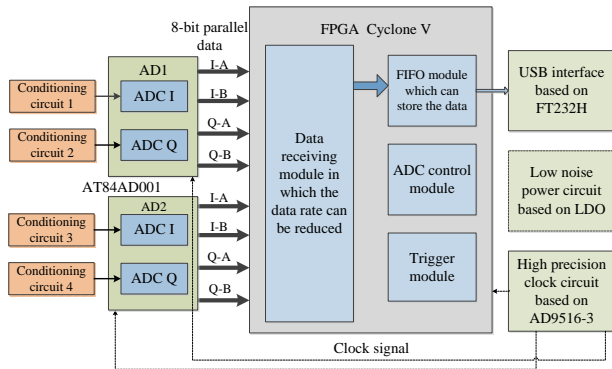 8-bit parallel
data
FPGA Cyclone V
AD1
Conditioning
circuit 1
ADC I
Conditioning
circuit 2
ADC Q
I-A
I-B
Q-A
Q-B
AT84AD001
AD2
Conditioning
circuit 3
ADC I
Conditioning
circuit 4
ADC Q
I-A
I-B
Q-A
Q-B
Data
receiving
module in
which the
data rate can
be reduced
FIFO module
which can
store the data
ADC control
module
Trigger
module
USB interface
based on
FT232H
Low noise
power circuit
based on LDO
High precision
clock circuit
based on
AD9516-3
Clock signal